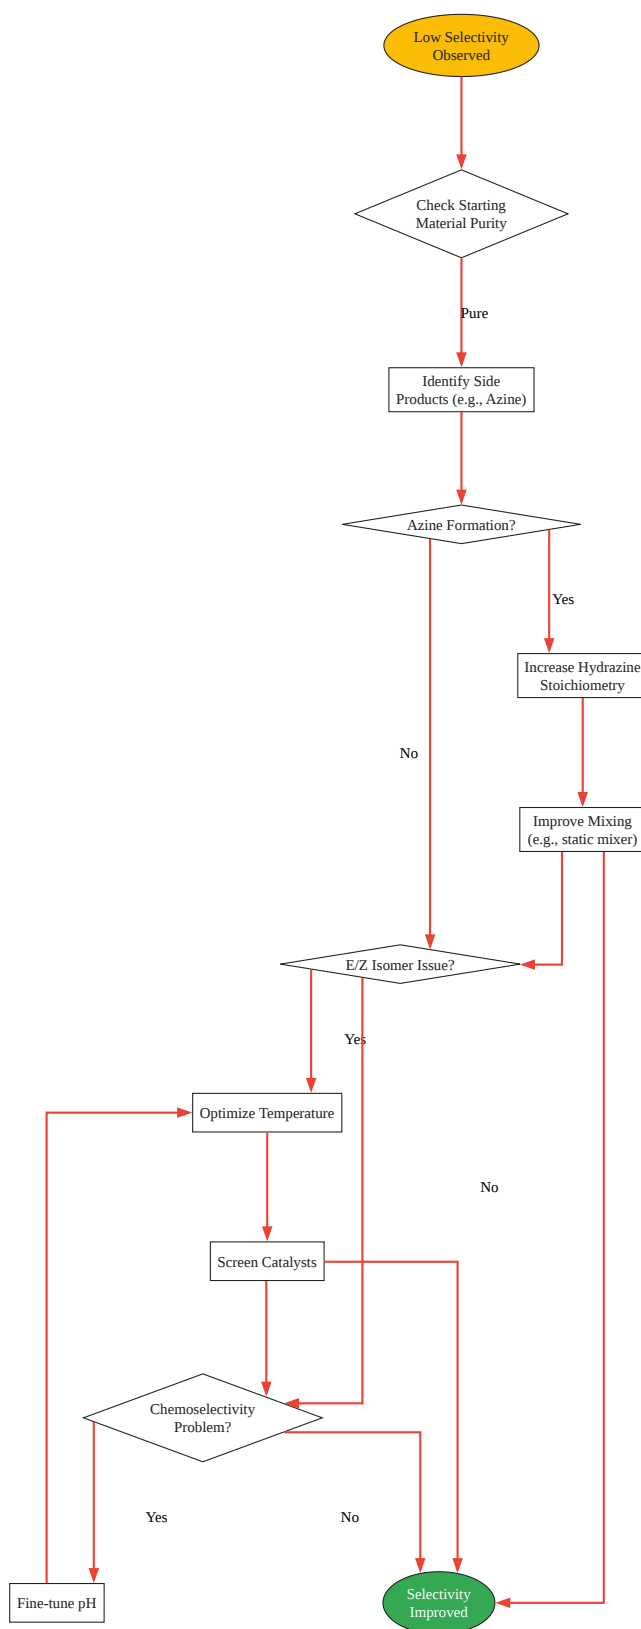 Low Selectivity
Observed
Check Starting
Material Purity
Pure
Identify Side
Products (e.g., Azine)
Azine Formation?
Yes
Increase Hydrazine
Stoichiometry
No
Improve Mixing
(e.g., static mixer)
E/Z Isomer Issue?
Yes
Optimize Temperature
No
Screen Catalysts
Chemoselectivity
Problem?
Yes
No
Fine-tune pH
Selectivity
Improved